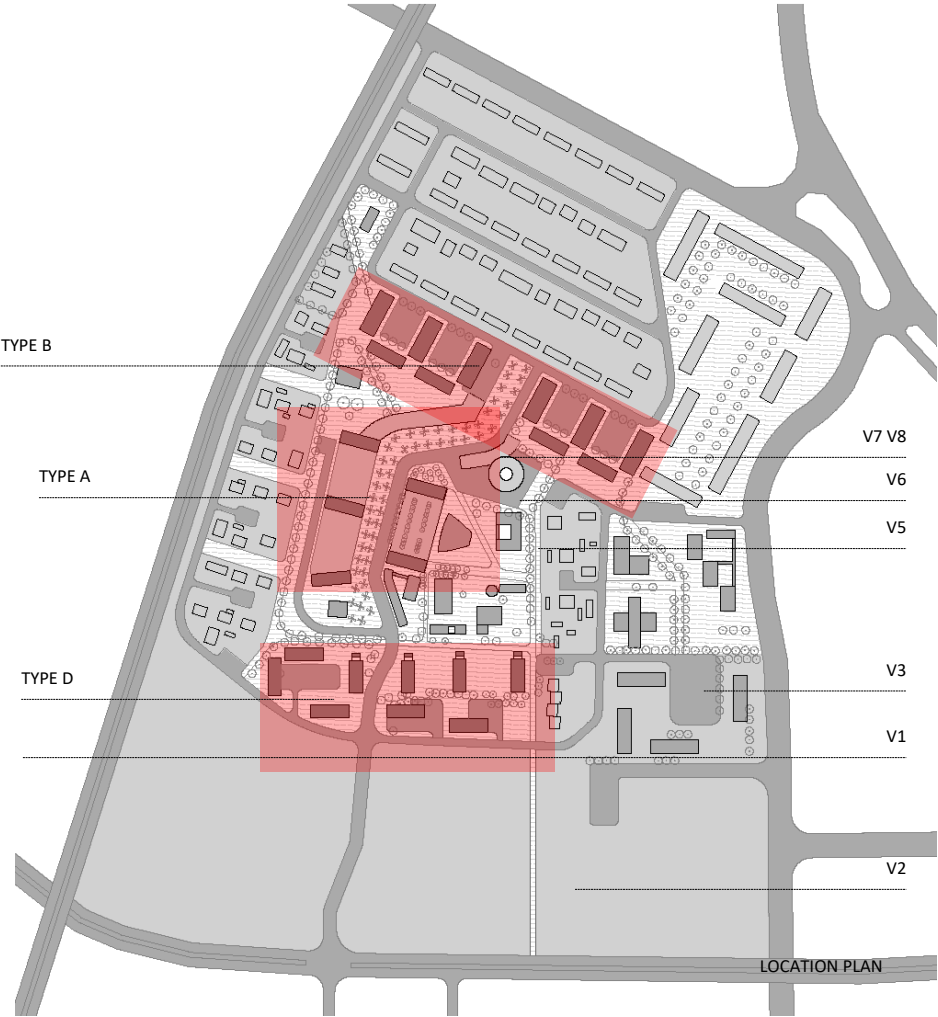 TYPE B
V7 V8
TYPE A
V6
V5
TYPE D
V3
V1
V2
LOCATION PLAN